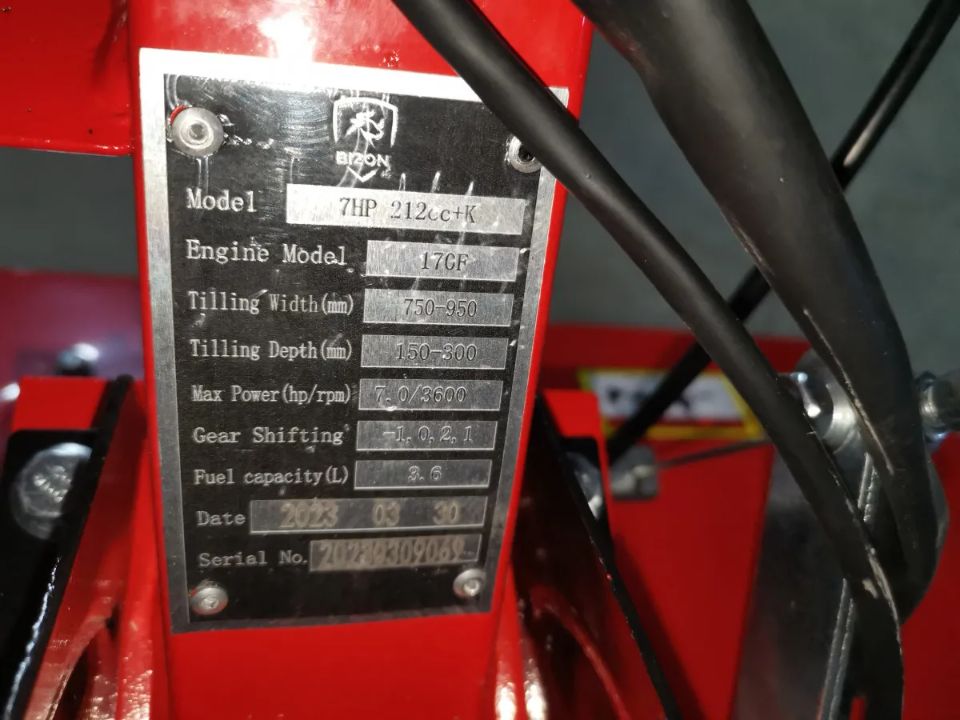 BIZON
Model 7HP 212cc+K
Engine Model 170F
Tilling Width(mm) 750-950
Tilling Depth(mm) 150-300
Max Power(hp/rpm) 7.0/3600
Gear Shifting -1,0,2,1
Fuel capacity(L) 3.6
Date 2023 03 30
Serial No.